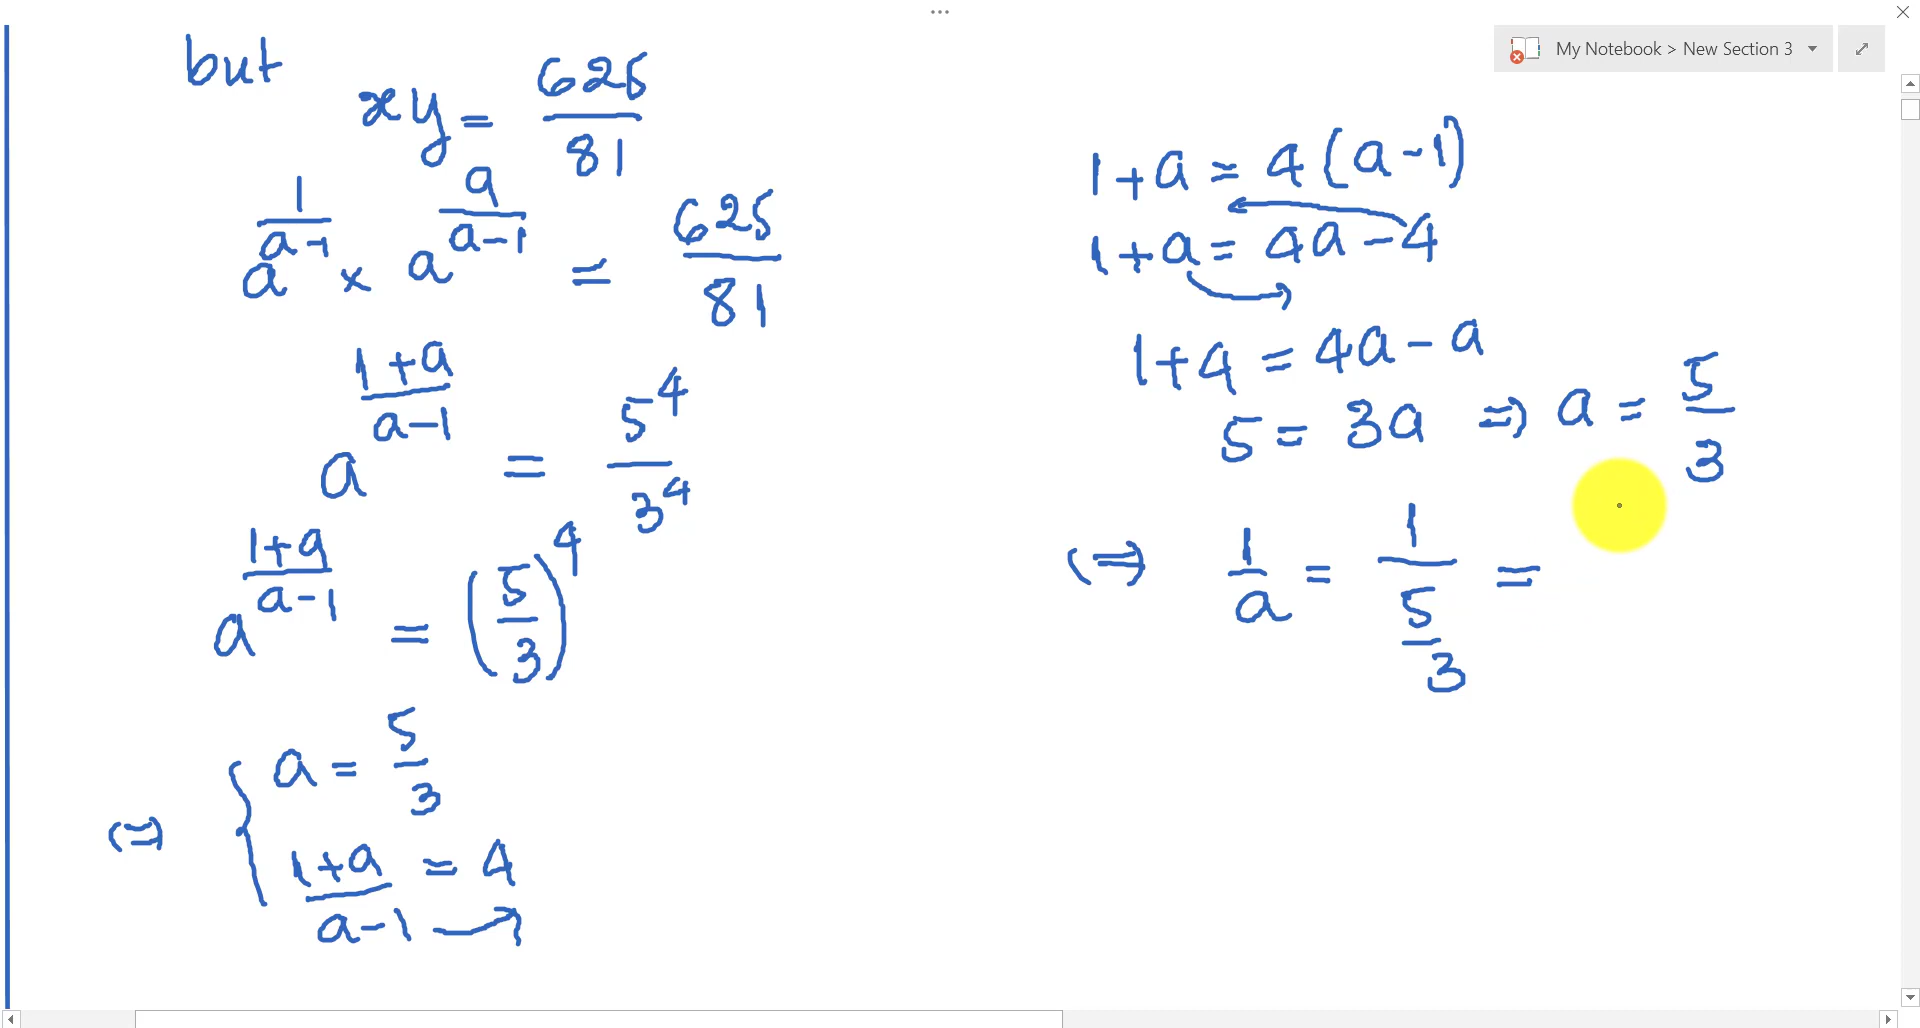 My Notebook > New Section 3
but
xy = 625/81
a^(1/(a-1)) × a^(a/(a-1)) = 625/81
a^((1+a)/(a-1)) = 5^4/3^4
a^((1+a)/(a-1)) = (5/3)^4
(=) { a = 5/3
(1+a)/(a-1) = 4
1+a = 4(a-1)
1+a = 4a-4
1+4 = 4a-a
5 = 3a => a = 5/3
(=) 1/a = 1/(5/3) =